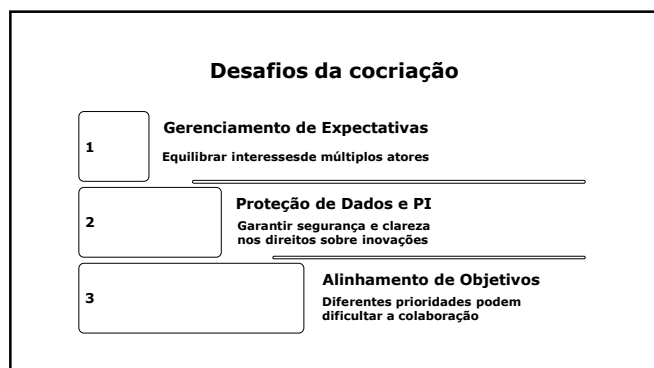 Desafios da cocriação
1
Gerenciamento de Expectativas
Equilibrar interessesde múltiplos atores
2
Proteção de Dados e PI
Garantir segurança e clareza
nos direitos sobre inovações
3
Alinhamento de Objetivos
Diferentes prioridades podem
dificultar a colaboração